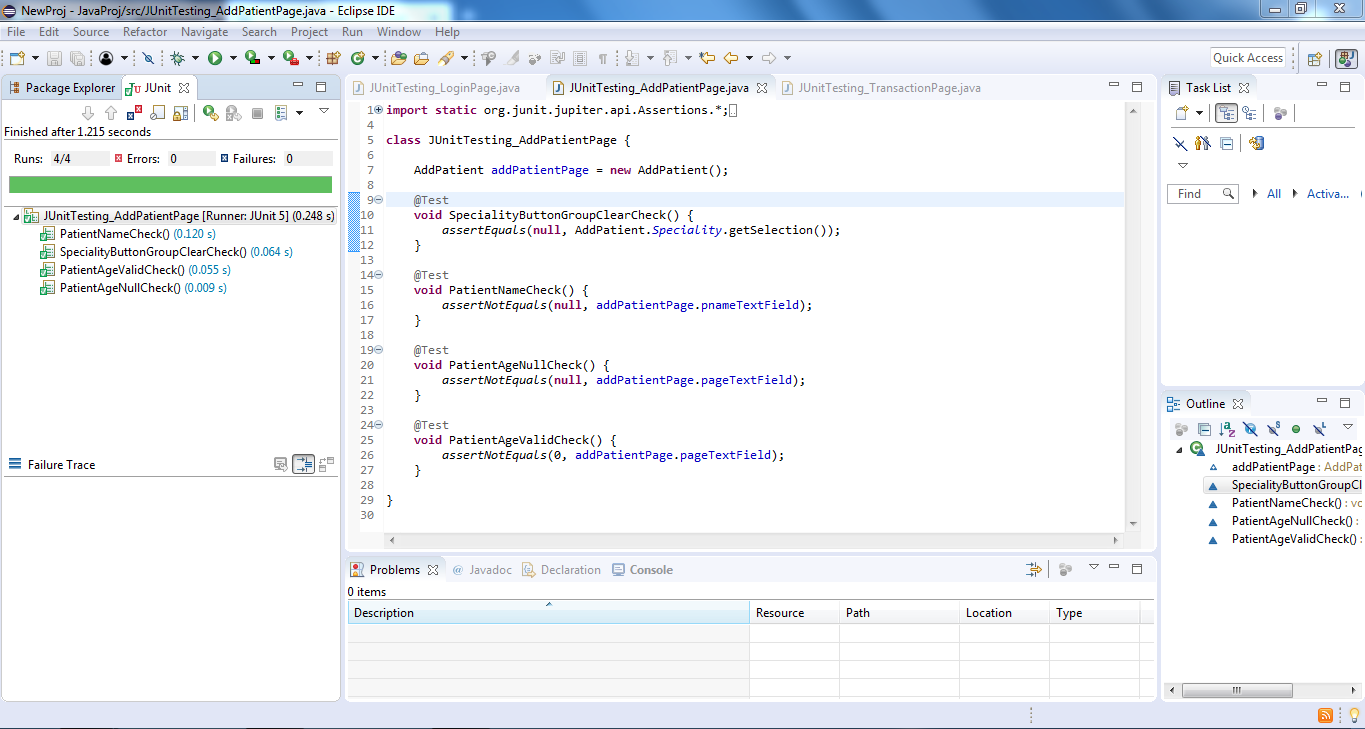 NewProj - JavaProj/src/JUnitTesting_AddPatientPage.java - Eclipse IDE
File Edit Source Refactor Navigate Search Project Run Window Help
Quick Access
Package Explorer JUnit
Finished after 1.215 seconds
Runs: 4/4 Errors: 0 Failures: 0
JUnitTesting_AddPatientPage [Runner: JUnit 5] (0.248 s)
PatientNameCheck() (0.120 s)
SpecialityButtonGroupClearCheck() (0.064 s)
PatientAgeValidCheck() (0.055 s)
PatientAgeNullCheck() (0.009 s)
Failure Trace
JUnitTesting_LoginPage.java JUnitTesting_AddPatientPage.java JUnitTesting_TransactionPage.java
1 import static org.junit.jupiter.api.Assertions.*;
4
5 class JUnitTesting_AddPatientPage {
6
7 AddPatient addPatientPage = new AddPatient();
8
9 @Test
10 void SpecialityButtonGroupClearCheck() {
11 assertEquals(null, AddPatient.Speciality.getSelection());
12 }
13
14 @Test
15 void PatientNameCheck() {
16 assertNotEquals(null, addPatientPage.pnameTextField);
17 }
18
19 @Test
20 void PatientAgeNullCheck() {
21 assertNotEquals(null, addPatientPage.pageTextField);
22 }
23
24 @Test
25 void PatientAgeValidCheck() {
26 assertNotEquals(0, addPatientPage.pageTextField);
27 }
28
29 }
30
Problems @ Javadoc Declaration Console
0 items
Description Resource Path Location Type
Task List
Find All Activa...
Outline
JUnitTesting_AddPatientPag
addPatientPage : AddPat
SpecialityButtonGroupCl
PatientNameCheck() : vo
PatientAgeNullCheck() :
PatientAgeValidCheck() :